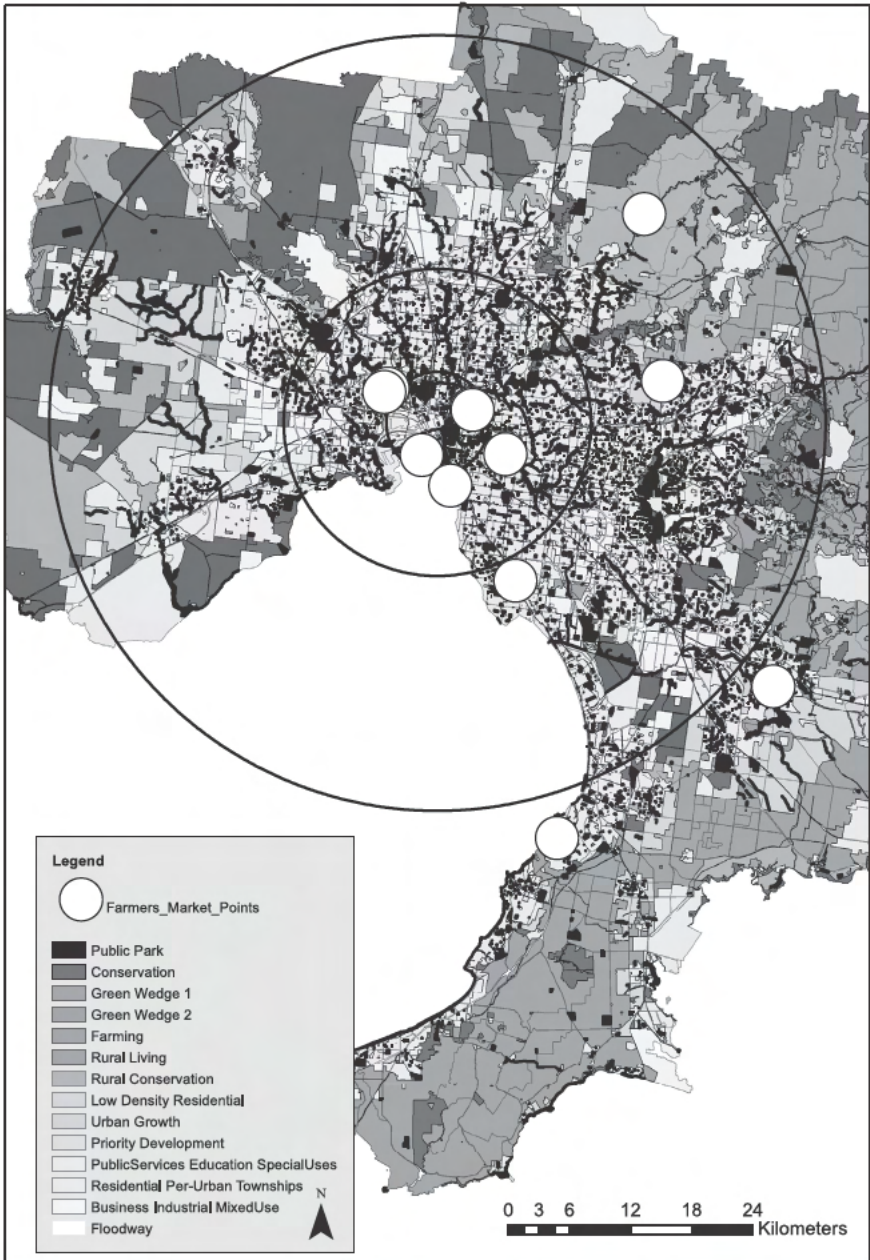 Legend
Farmers_Market_Points
Public Park
Conservation
Green Wedge 1
Green Wedge 2
Farming
Rural Living
Rural Conservation
Low Density Residential
Urban Growth
Priority Development
PublicServices Education SpecialUses
Residential Per-Urban Townships
Business Industrial MixedUse
Floodway
N
0 3 6 12 18 24
Kilometers